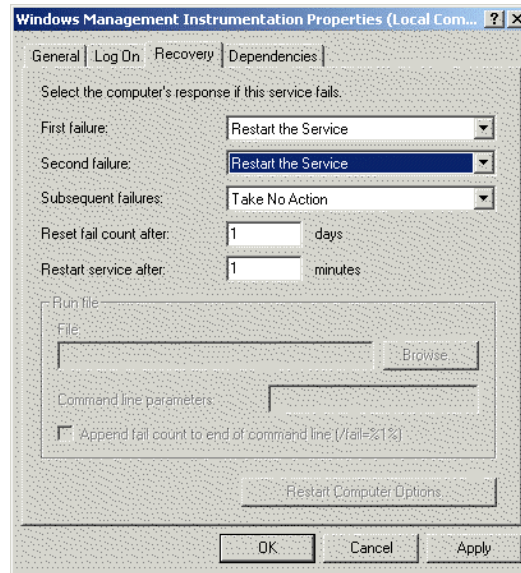 Windows Management Instrumentation Properties (Local Com...
General Log On Recovery Dependencies
Select the computer's response if this service fails.
First failure: Restart the Service
Second failure: Restart the Service
Subsequent failures: Take No Action
Reset fail count after: 1 days
Restart service after: 1 minutes
Run file
File:
Browse...
Command line parameters:
Append fail count to end of command line (/fail=%1%)
Restart Computer Options...
OK Cancel Apply